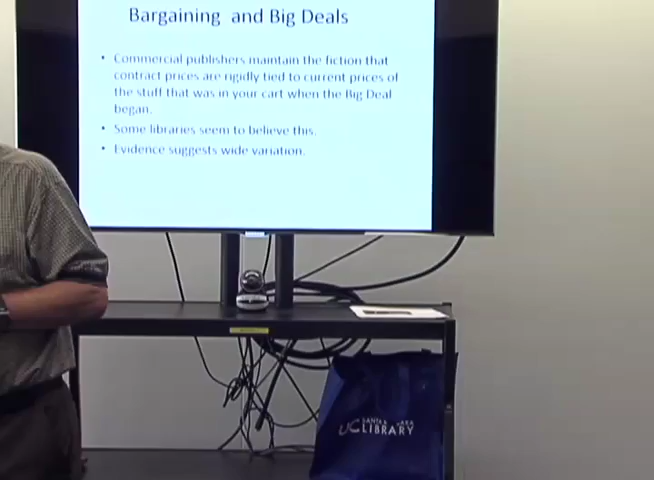 Bargaining and Big Deals
• Commercial publishers maintain the fiction that
contract prices are rigidly tied to current prices of
the stuff that was in your cart when the Big Deal
began.
• Some libraries seem to believe this.
• Evidence suggests wide variation.
SANTA BARBARA
UC LIBRARY